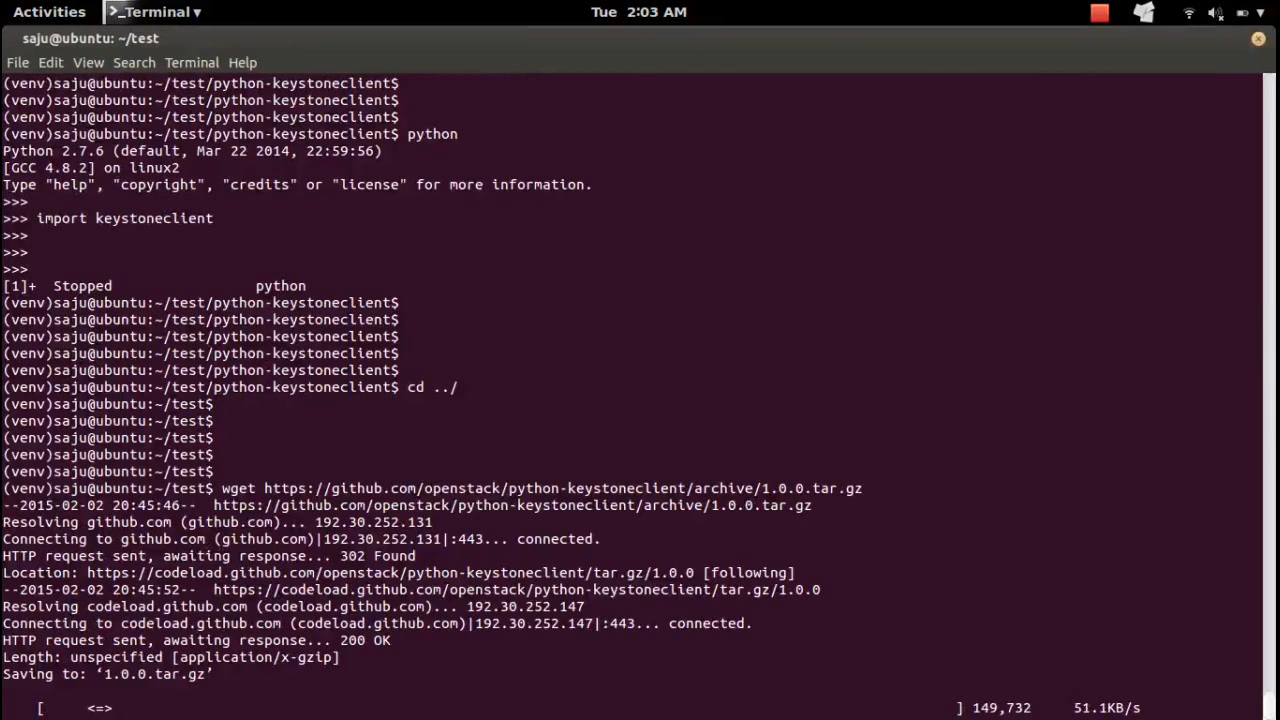 Activities Terminal Tue 2:03 AM
saju@ubuntu: ~/test
File Edit View Search Terminal Help
(venv)saju@ubuntu:~/test/python-keystoneclient$
(venv)saju@ubuntu:~/test/python-keystoneclient$
(venv)saju@ubuntu:~/test/python-keystoneclient$
(venv)saju@ubuntu:~/test/python-keystoneclient$ python
Python 2.7.6 (default, Mar 22 2014, 22:59:56)
[GCC 4.8.2] on linux2
Type "help", "copyright", "credits" or "license" for more information.
>>>
>>> import keystoneclient
>>>
>>>
>>>
[1]+  Stopped                 python
(venv)saju@ubuntu:~/test/python-keystoneclient$
(venv)saju@ubuntu:~/test/python-keystoneclient$
(venv)saju@ubuntu:~/test/python-keystoneclient$
(venv)saju@ubuntu:~/test/python-keystoneclient$
(venv)saju@ubuntu:~/test/python-keystoneclient$
(venv)saju@ubuntu:~/test/python-keystoneclient$ cd ../
(venv)saju@ubuntu:~/test$
(venv)saju@ubuntu:~/test$
(venv)saju@ubuntu:~/test$
(venv)saju@ubuntu:~/test$
(venv)saju@ubuntu:~/test$
(venv)saju@ubuntu:~/test$ wget https://github.com/openstack/python-keystoneclient/archive/1.0.0.tar.gz
--2015-02-02 20:45:46--  https://github.com/openstack/python-keystoneclient/archive/1.0.0.tar.gz
Resolving github.com (github.com)... 192.30.252.131
Connecting to github.com (github.com)|192.30.252.131|:443... connected.
HTTP request sent, awaiting response... 302 Found
Location: https://codeload.github.com/openstack/python-keystoneclient/tar.gz/1.0.0 [following]
--2015-02-02 20:45:52--  https://codeload.github.com/openstack/python-keystoneclient/tar.gz/1.0.0
Resolving codeload.github.com (codeload.github.com)... 192.30.252.147
Connecting to codeload.github.com (codeload.github.com)|192.30.252.147|:443... connected.
HTTP request sent, awaiting response... 200 OK
Length: unspecified [application/x-gzip]
Saving to: ‘1.0.0.tar.gz’
[     <=>                                                                 ] 149,732     51.1KB/s